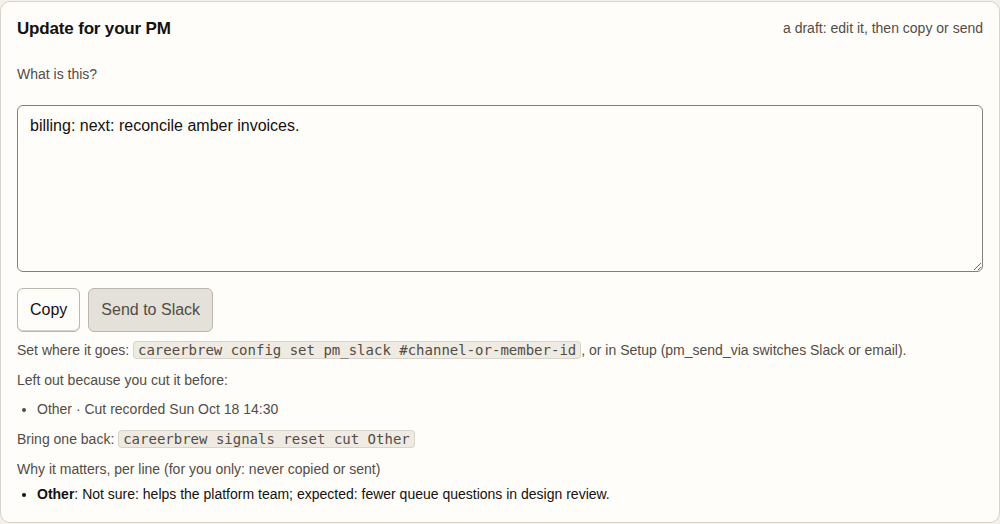 Update for your PM
a draft: edit it, then copy or send
What is this?
billing: next: reconcile amber invoices.
Copy
Send to Slack
Set where it goes: careerbrew config set pm_slack #channel-or-member-id, or in Setup (pm_send_via switches Slack or email).
Left out because you cut it before:
• Other · Cut recorded Sun Oct 18 14:30
Bring one back: careerbrew signals reset cut Other
Why it matters, per line (for you only: never copied or sent)
• Other: Not sure: helps the platform team; expected: fewer queue questions in design review.